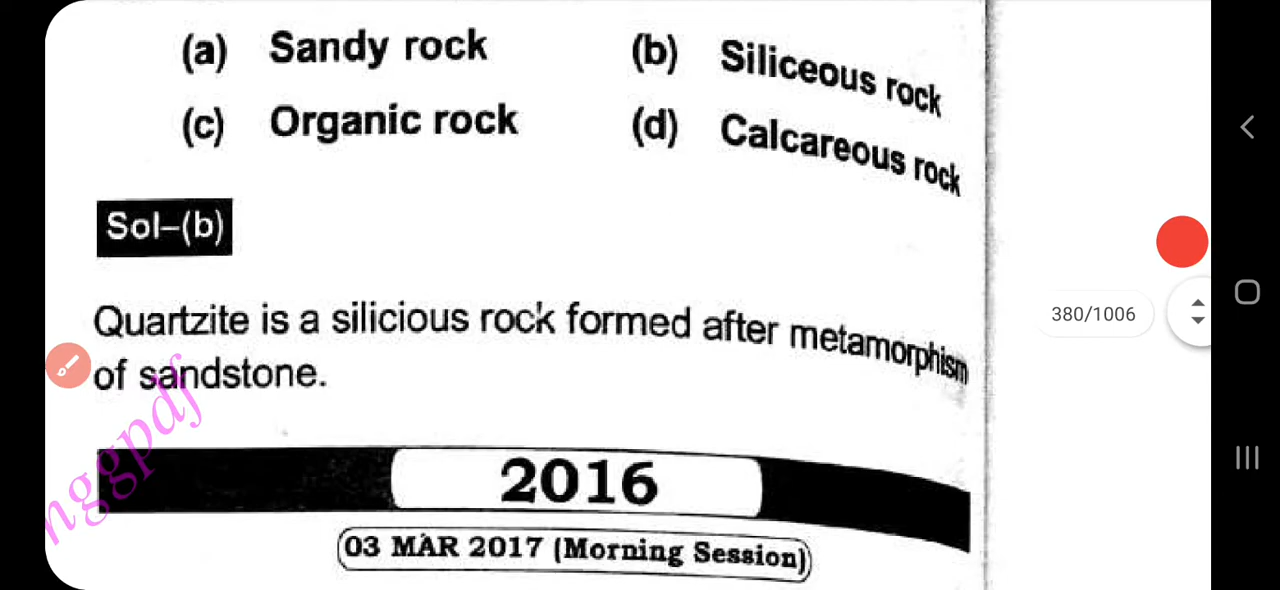 (a) Sandy rock (b) Siliceous rock
(c) Organic rock (d) Calcareous rock
Sol–(b)
Quartzite is a silicious rock formed after metamorphism
of sandstone.
380/1006
nggpdf
2016
03 MAR 2017 (Morning Session)